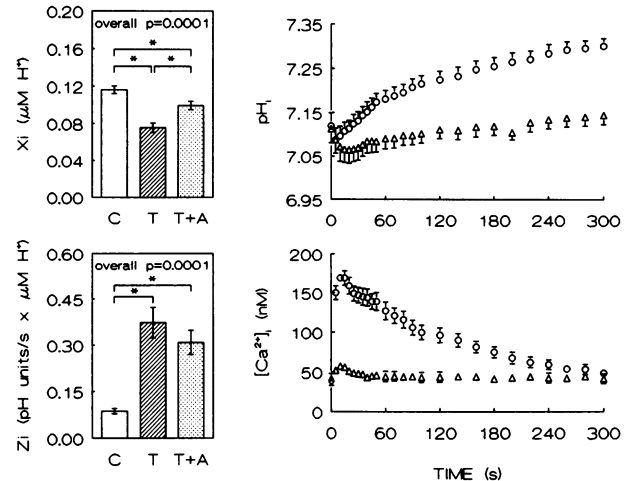 Xi (μM H⁺)
0.20
0.16
0.12
0.08
0.04
0.00
overall p=0.0001
*
* *
C T T+A
pHᵢ
7.35
7.25
7.15
7.05
6.95
0 60 120 180 240 300
Zi (pH units/s × μM H⁺)
0.60
0.45
0.30
0.15
0.00
overall p=0.0001
*
*
C T T+A
[Ca²⁺]ᵢ (nM)
200
150
100
50
0
0 60 120 180 240 300
TIME (s)